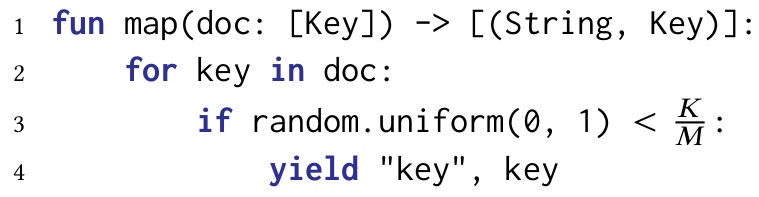 1 fun map(doc: [Key]) -> [(String, Key)]:
2     for key in doc:
3         if random.uniform(0, 1) < K/M:
4             yield "key", key